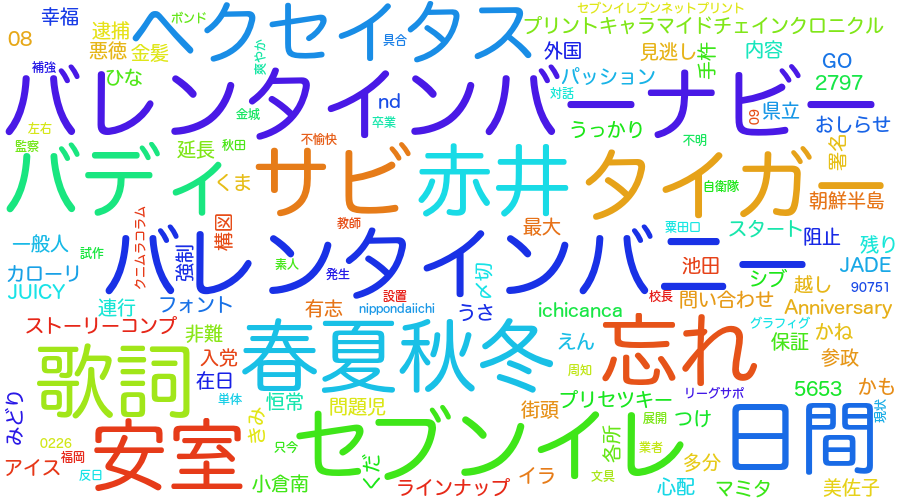 セブンイレブンネットプリント
ボンド
幸福
08
逮捕
悪徳
金髪
ヘクセイタス
具合
爽やか
プリントキャラマイドチェインクロニクル
外国
見逃し
手枠
内容
GO
2797
補強
ひな
パッション
対話
バレンタインバーナビー
nd
金城
卒業
09
県立
おしらせ
左右
うっかり
監察
延長
秋田
不愉快
不明
署名
バディ
くま
サビ
赤井
タイガー
自衛隊
朝鮮半島
クニムラコラム
構図
教師
最大
粟田口
スタート
阻止
残り
一般人
試作
強制
バレンタインバニー
素人
発生
〆切
池田
シブ
JADE
カローリ
JUICY
越し
90751
連行
フォント
有志
設置
nippondaiichi
うさ
ichicanca
校長
問い合わせ
Anniversary
ストーリーコンプ
非難
春夏秋冬
えん
忘れ
グラフィグ
かね
保証
歌詞
入党
在日
周知
参政
みどり
単体
恒常
問題児
プリセツキー
リーグサポ
5653
かも
現状
きみ
街頭
展開
つけ
0226
福岡
安室
只今
セブンイレ
各所
業者
日間
アイス
反日
小倉南
くだ
ラインナップ
イラ
文具
多分
心配
マミタ
美佐子